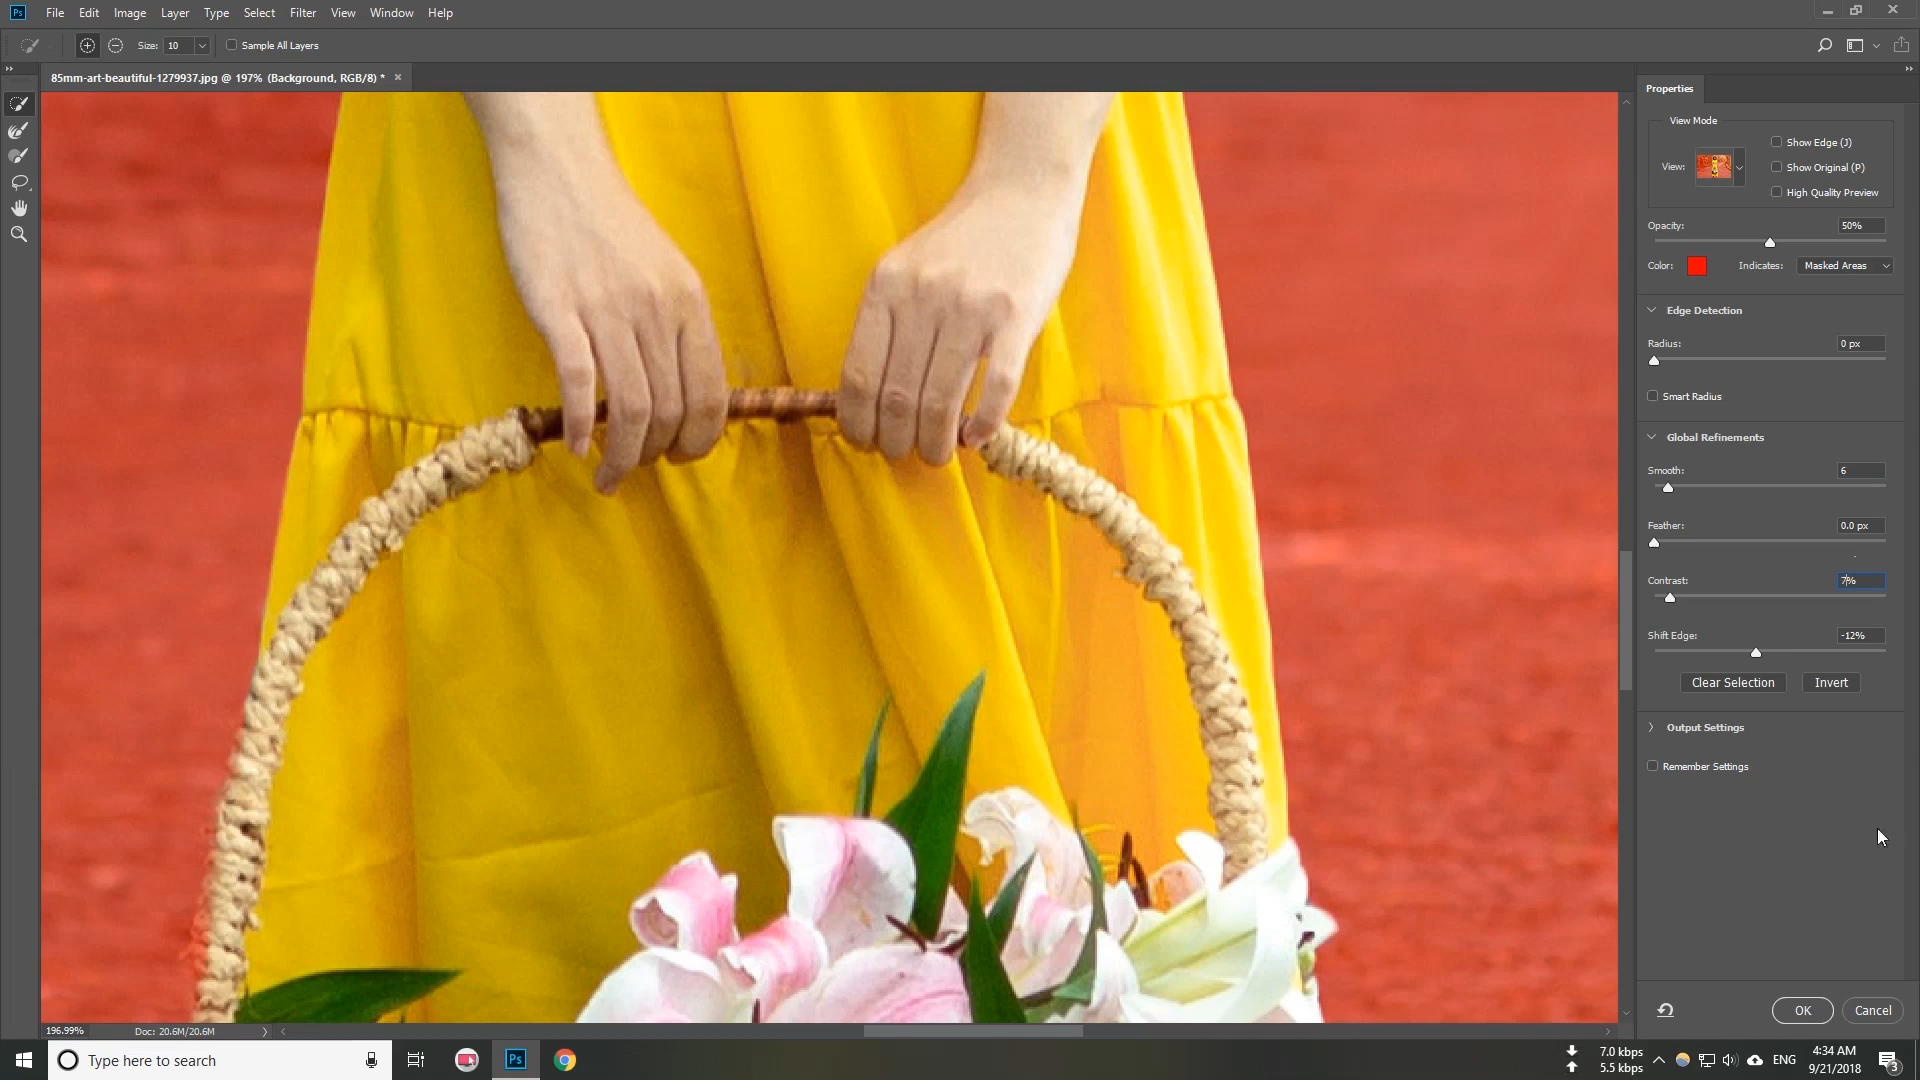 Ps File Edit Image Layer Type Select Filter View Window Help
Size: 10 Sample All Layers
85mm-art-beautiful-1279937.jpg @ 197% (Background, RGB/8) *
Properties
View Mode
Show Edge (J)
View:
Show Original (P)
High Quality Preview
Opacity: 50%
Color: Indicates: Masked Areas
Edge Detection
Radius: 0 px
Smart Radius
Global Refinements
Smooth: 6
Feather: 0.0 px
Contrast: 7%
Shift Edge: -12%
Clear Selection Invert
Output Settings
Remember Settings
OK Cancel
196.99% Doc: 20.6M/20.6M
Type here to search
Ps
7.0 kbps
5.5 kbps
ENG
4:34 AM
9/21/2018
3